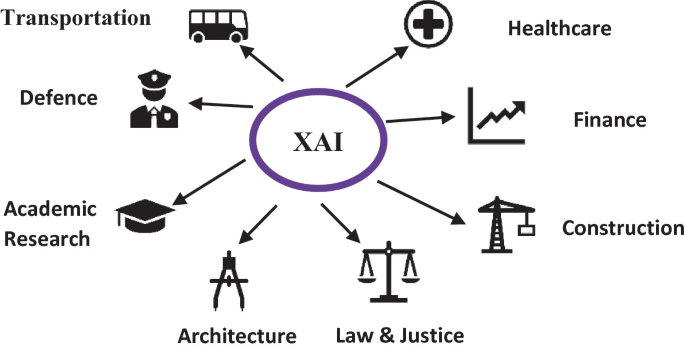 Transportation
Healthcare
Defence
Finance
XAI
Academic
Research
Construction
Architecture
Law & Justice